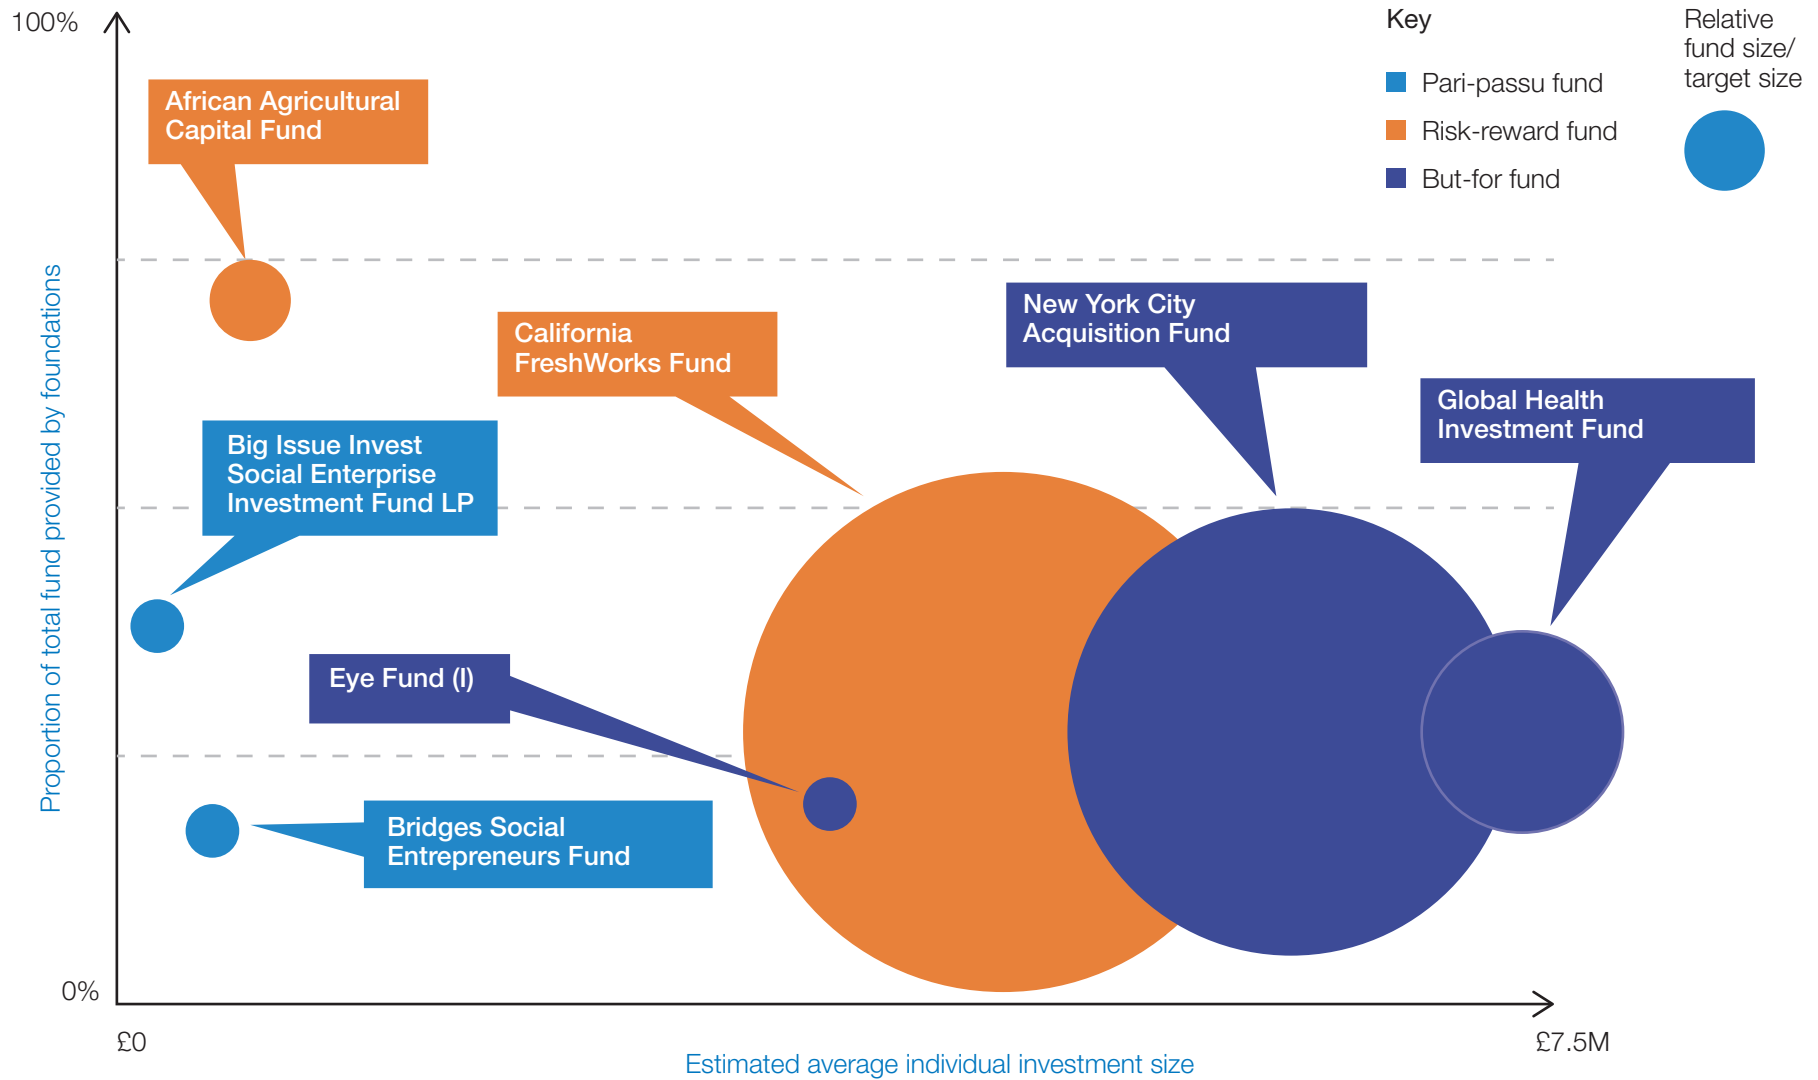 100%
Key
Pari-passu fund
Risk-reward fund
But-for fund
Relative
fund size/
target size
African Agricultural
Capital Fund
California
FreshWorks Fund
New York City
Acquisition Fund
Global Health
Investment Fund
Big Issue Invest
Social Enterprise
Investment Fund LP
Eye Fund (I)
Bridges Social
Entrepreneurs Fund
Proportion of total fund provided by foundations
0%
£0
£7.5M
Estimated average individual investment size